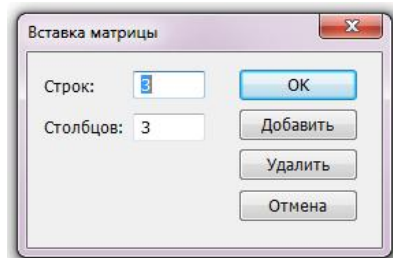 Вставка матрицы
Строк: 3
OK
Столбцов: 3
Добавить
Удалить
Отмена